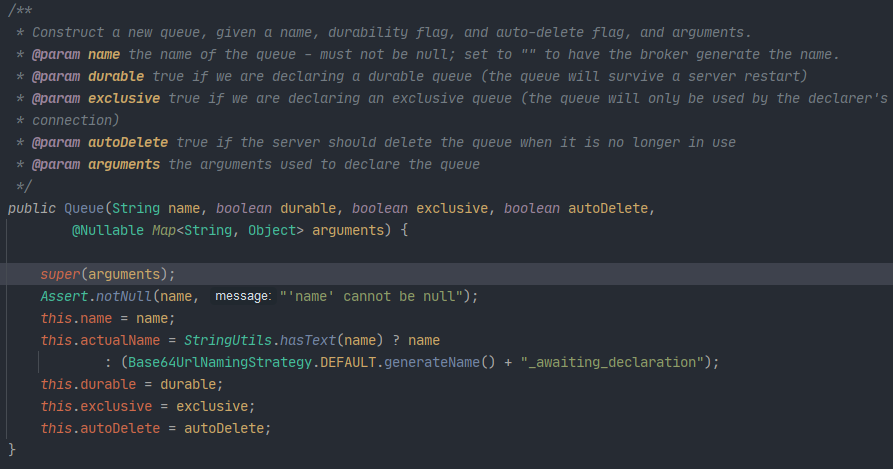 /**
 * Construct a new queue, given a name, durability flag, and auto-delete flag, and arguments.
 * @param name the name of the queue - must not be null; set to "" to have the broker generate the name.
 * @param durable true if we are declaring a durable queue (the queue will survive a server restart)
 * @param exclusive true if we are declaring an exclusive queue (the queue will only be used by the declarer's
 * connection)
 * @param autoDelete true if the server should delete the queue when it is no longer in use
 * @param arguments the arguments used to declare the queue
 */
public Queue(String name, boolean durable, boolean exclusive, boolean autoDelete,
        @Nullable Map<String, Object> arguments) {
    super(arguments);
    Assert.notNull(name, message: "'name' cannot be null");
    this.name = name;
    this.actualName = StringUtils.hasText(name) ? name
            : (Base64UrlNamingStrategy.DEFAULT.generateName() + "_awaiting_declaration");
    this.durable = durable;
    this.exclusive = exclusive;
    this.autoDelete = autoDelete;
}